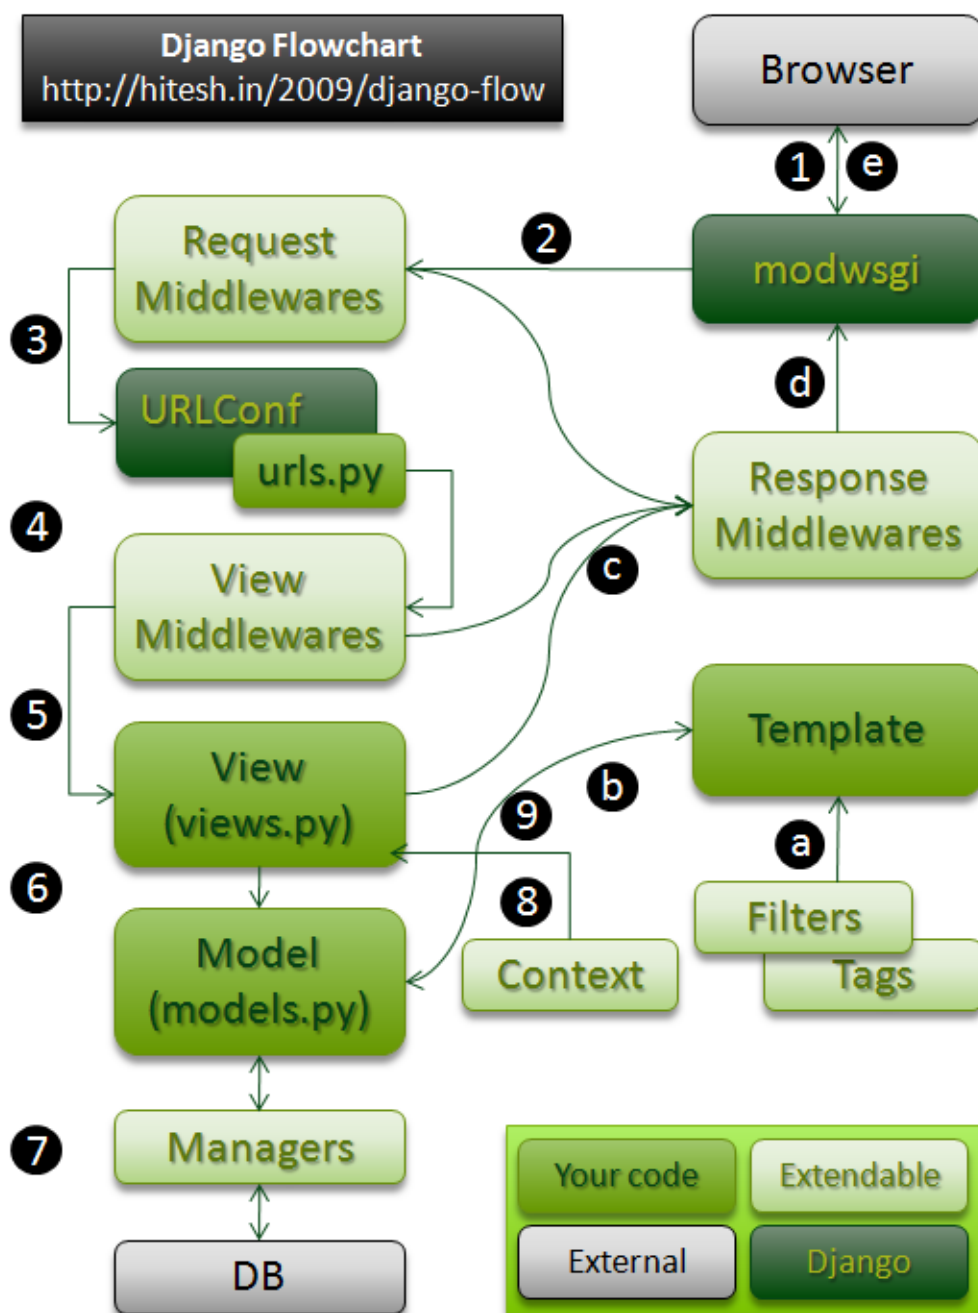 Django Flowchart
http://hitesh.in/2009/django-flow
Browser
1
e
Request
Middlewares
2
modwsgi
3
d
URLConf
urls.py
Response
Middlewares
4
View
Middlewares
c
5
View
(views.py)
Template
b
9
a
6
8
Filters
Tags
Context
Model
(models.py)
7
Managers
DB
Your code
Extendable
External
Django